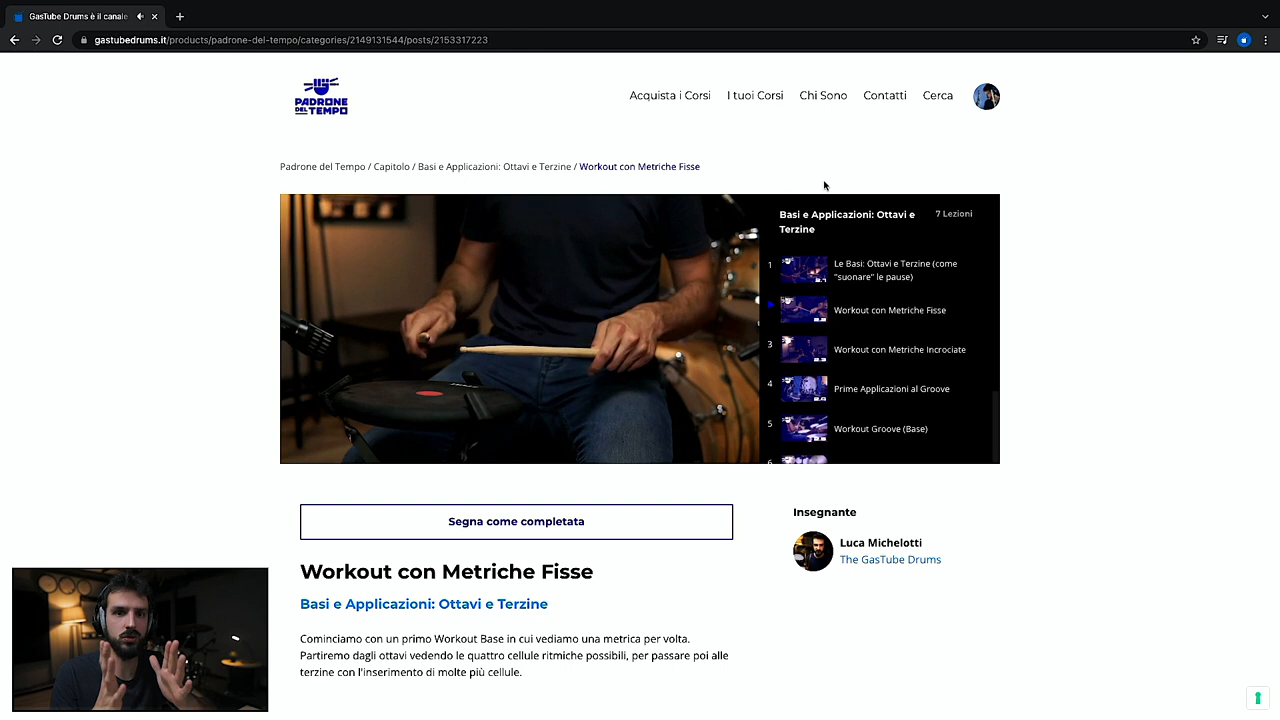 GasTube Drums è il canale
gastubedrums.it/products/padrone-del-tempo/categories/2149131544/posts/2153317223
PADRONE
DEL TEMPO
Acquista i Corsi
I tuoi Corsi
Chi Sono
Contatti
Cerca
Padrone del Tempo / Capitolo / Basi e Applicazioni: Ottavi e Terzine / Workout con Metriche Fisse
Basi e Applicazioni: Ottavi e
Terzine
7 Lezioni
1
Le Basi: Ottavi e Terzine (come
"suonare" le pause)
Workout con Metriche Fisse
3
Workout con Metriche Incrociate
4
Prime Applicazioni al Groove
5
Workout Groove (Base)
6
Segna come completata
Insegnante
Luca Michelotti
The GasTube Drums
Workout con Metriche Fisse
Basi e Applicazioni: Ottavi e Terzine
Cominciamo con un primo Workout Base in cui vediamo una metrica per volta.
Partiremo dagli ottavi vedendo le quattro cellule ritmiche possibili, per passare poi alle
terzine con l'inserimento di molte più cellule.